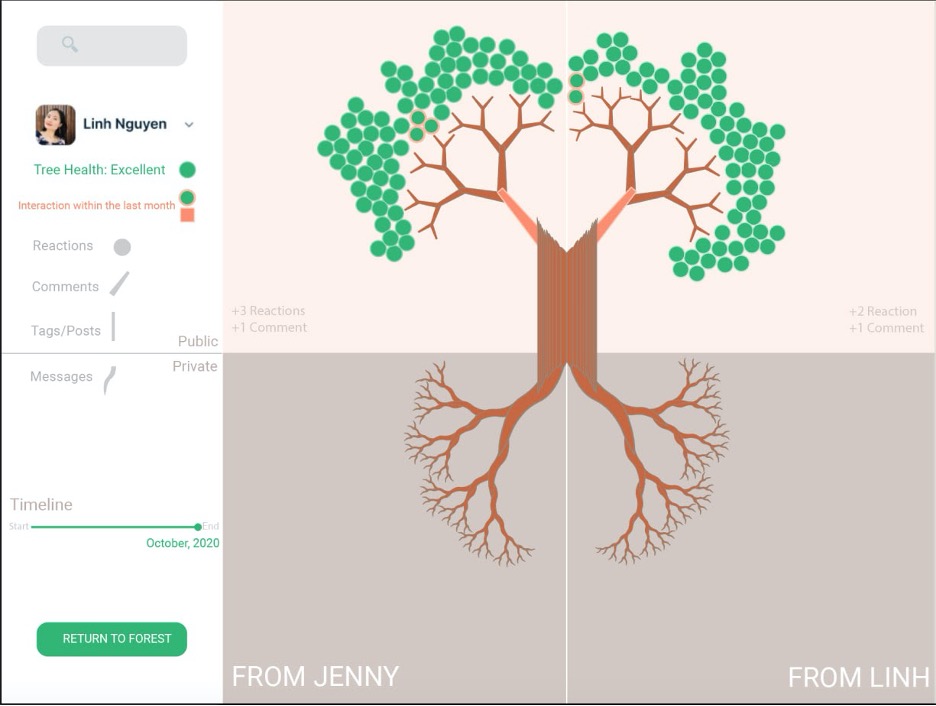 Linh Nguyen
Tree Health: Excellent
Interaction within the last month
Reactions
Comments
Tags/Posts
Public
Private
Messages
Timeline
Start
End
October, 2020
RETURN TO FOREST
+3 Reactions
+1 Comment
+2 Reaction
+1 Comment
FROM JENNY
FROM LINH